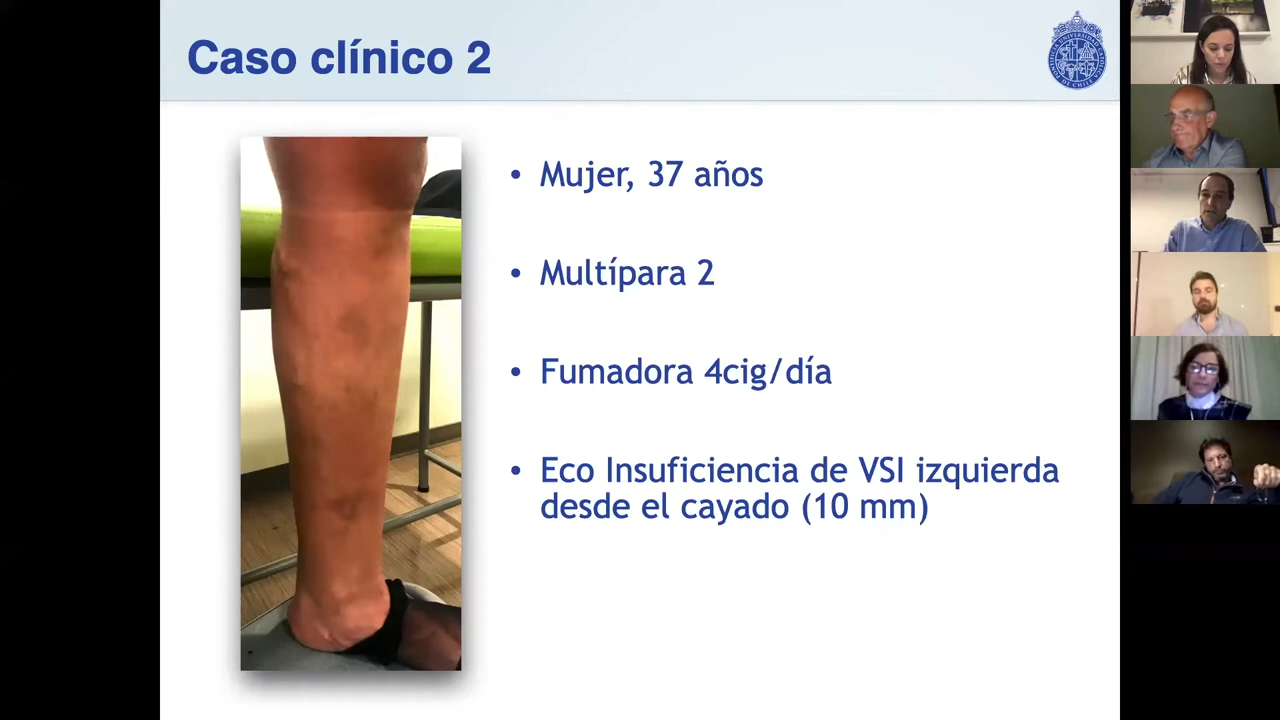 Caso clínico 2
• Mujer, 37 años
• Multípara 2
• Fumadora 4cig/día
• Eco Insuficiencia de VSI izquierda
desde el cayado (10 mm)